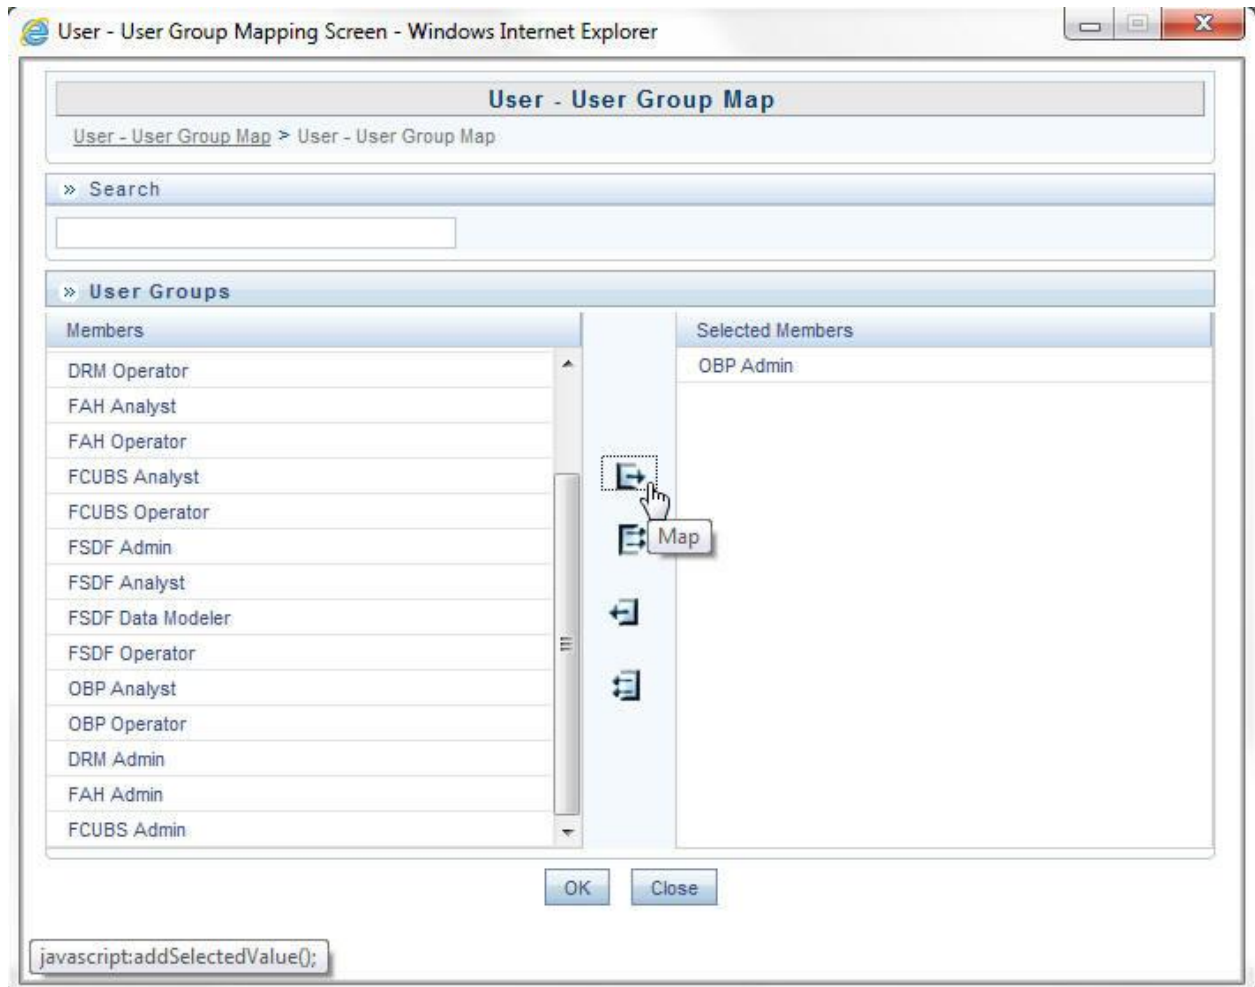 User - User Group Mapping Screen - Windows Internet Explorer
User - User Group Map
User - User Group Map > User - User Group Map
» Search
» User Groups
Members
Selected Members
DRM Operator
OBP Admin
FAH Analyst
FAH Operator
FCUBS Analyst
FCUBS Operator
Map
FSDF Admin
FSDF Analyst
FSDF Data Modeler
FSDF Operator
OBP Analyst
OBP Operator
DRM Admin
FAH Admin
FCUBS Admin
OK
Close
javascript:addSelectedValue();